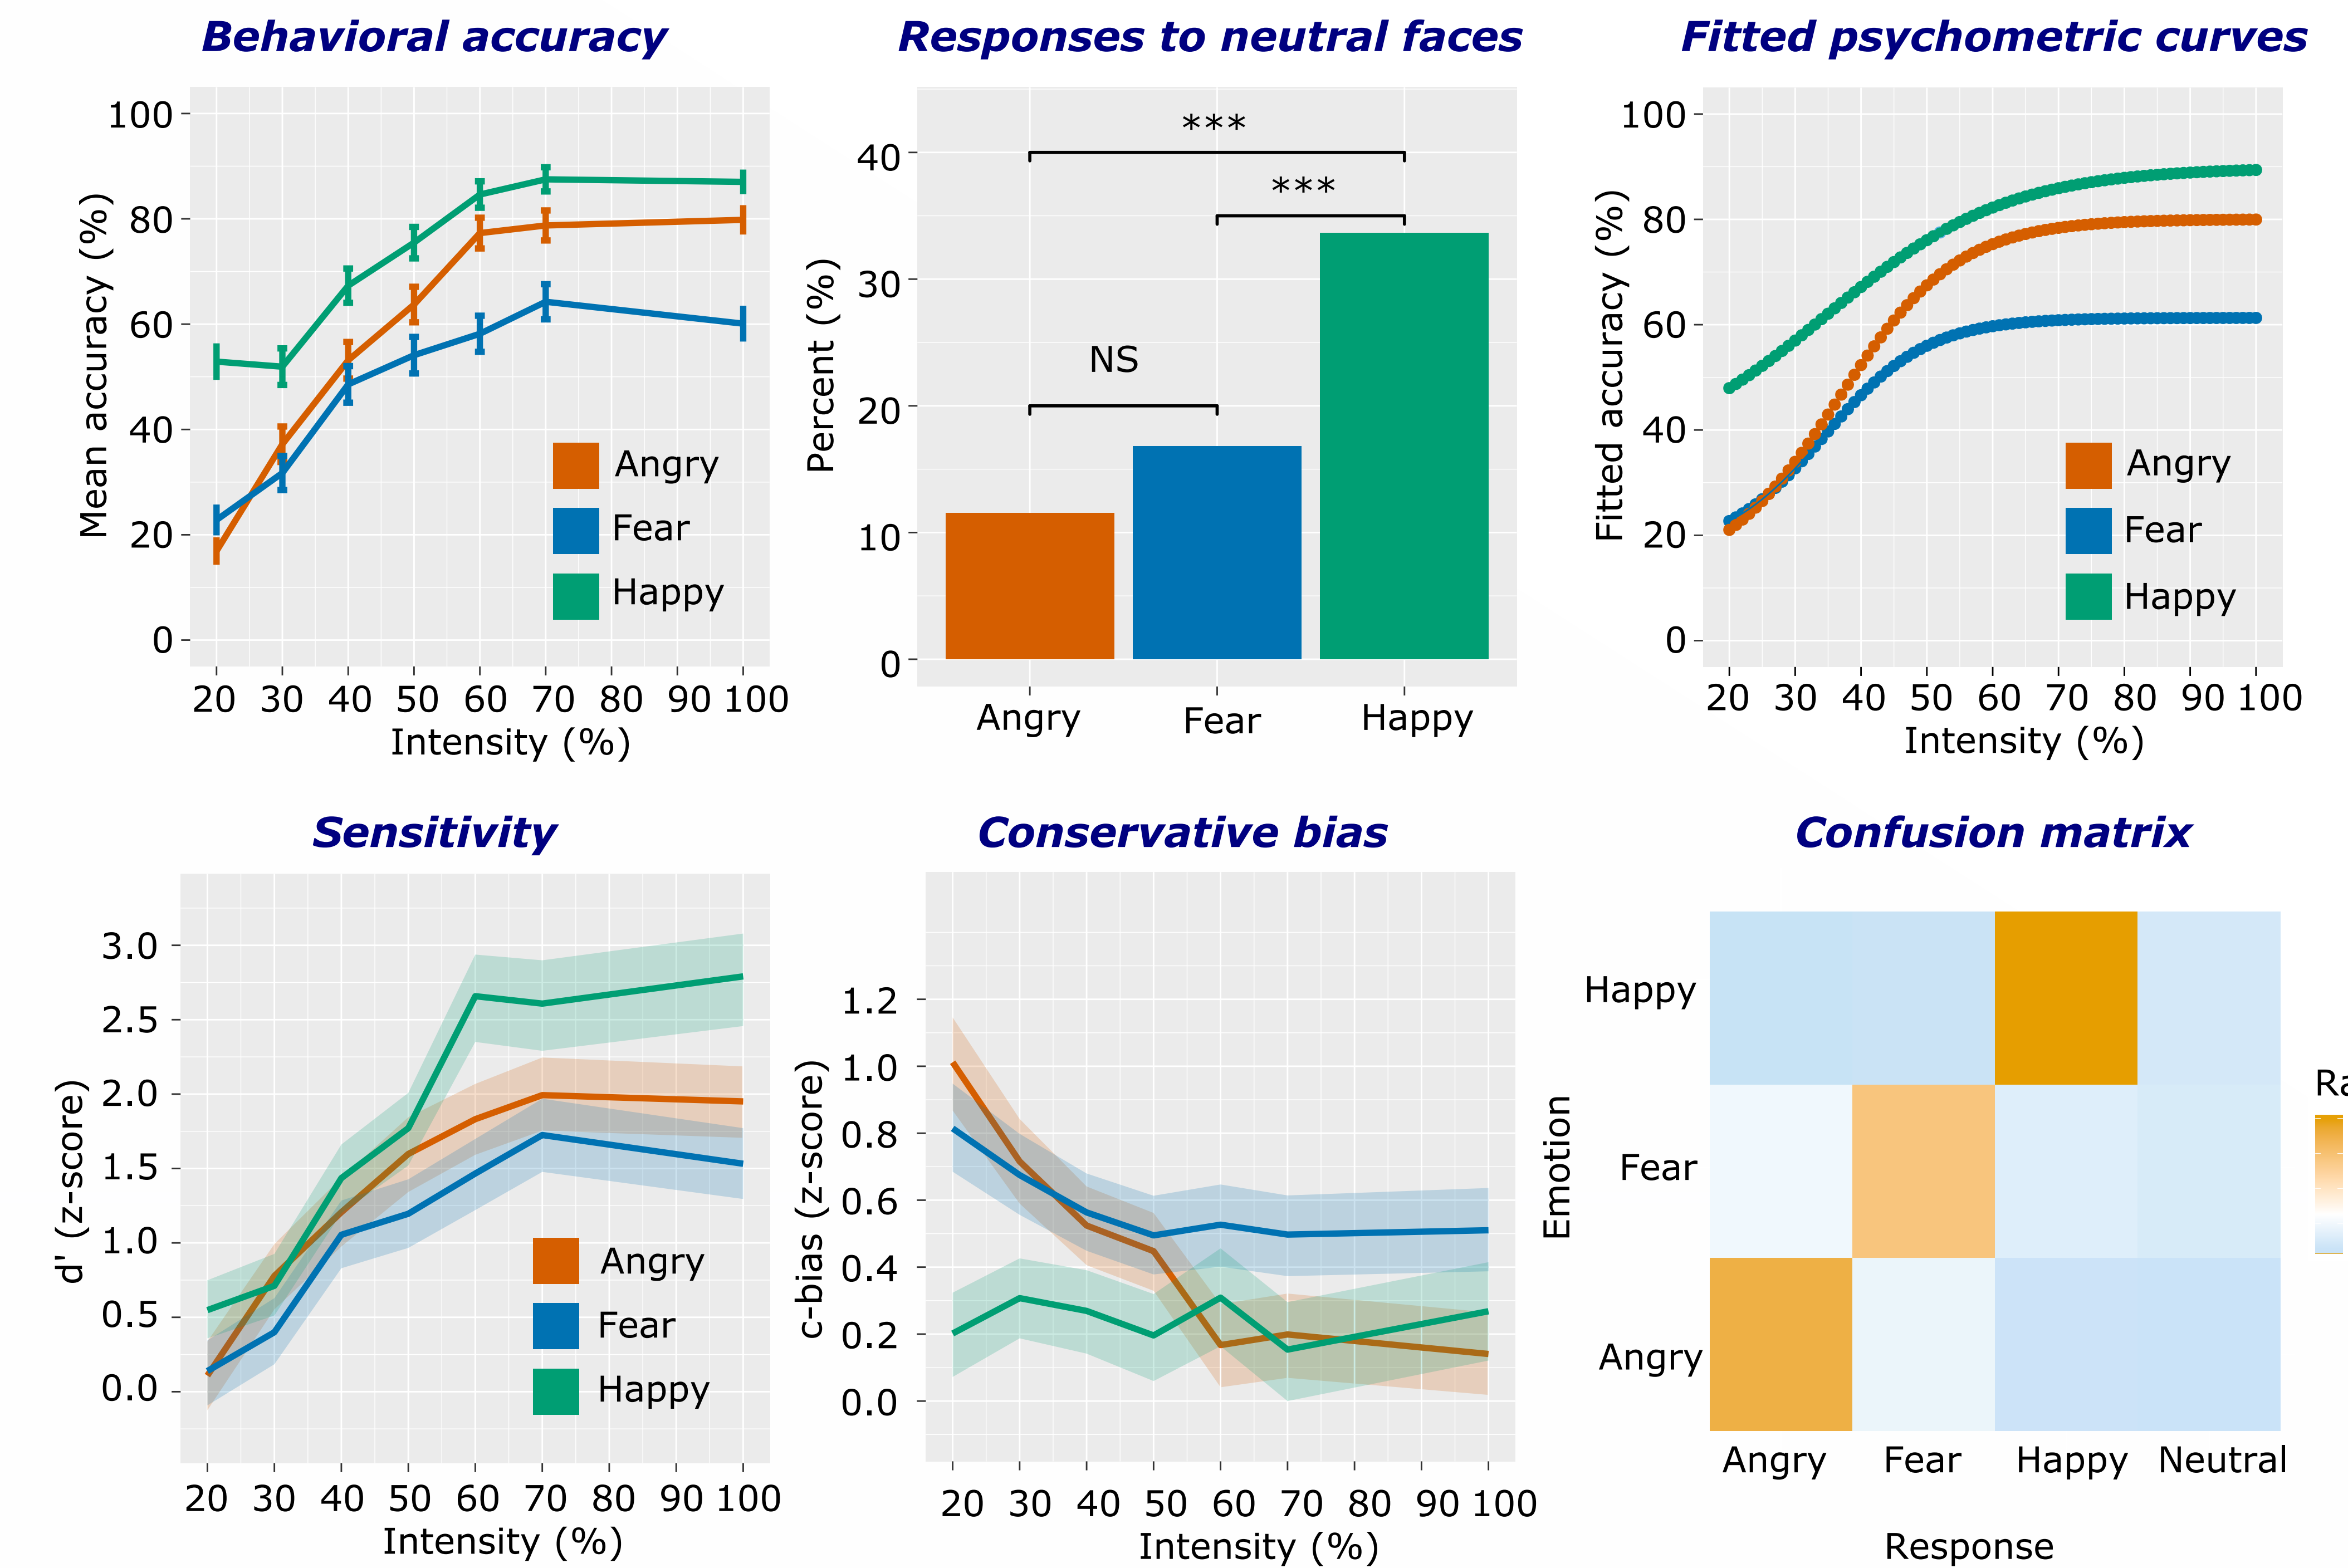 Behavioral accuracy
Mean accuracy (%)
100
80
60
40
20
0
Angry
Fear
Happy
20 30 40 50 60 70 80 90 100
Intensity (%)
Responses to neutral faces
Percent (%)
40
30
20
10
0
***
***
NS
Angry Fear Happy
Fitted psychometric curves
Fitted accuracy (%)
100
80
60
40
20
0
Angry
Fear
Happy
20 30 40 50 60 70 80 90 100
Intensity (%)
Sensitivity
d' (z-score)
3.0
2.5
2.0
1.5
1.0
0.5
0.0
Angry
Fear
Happy
20 30 40 50 60 70 80 90 100
Intensity (%)
Conservative bias
c-bias (z-score)
1.2
1.0
0.8
0.6
0.4
0.2
0.0
20 30 40 50 60 70 80 90 100
Intensity (%)
Confusion matrix
Emotion
Happy
Fear
Angry
Angry Fear Happy Neutral
Response